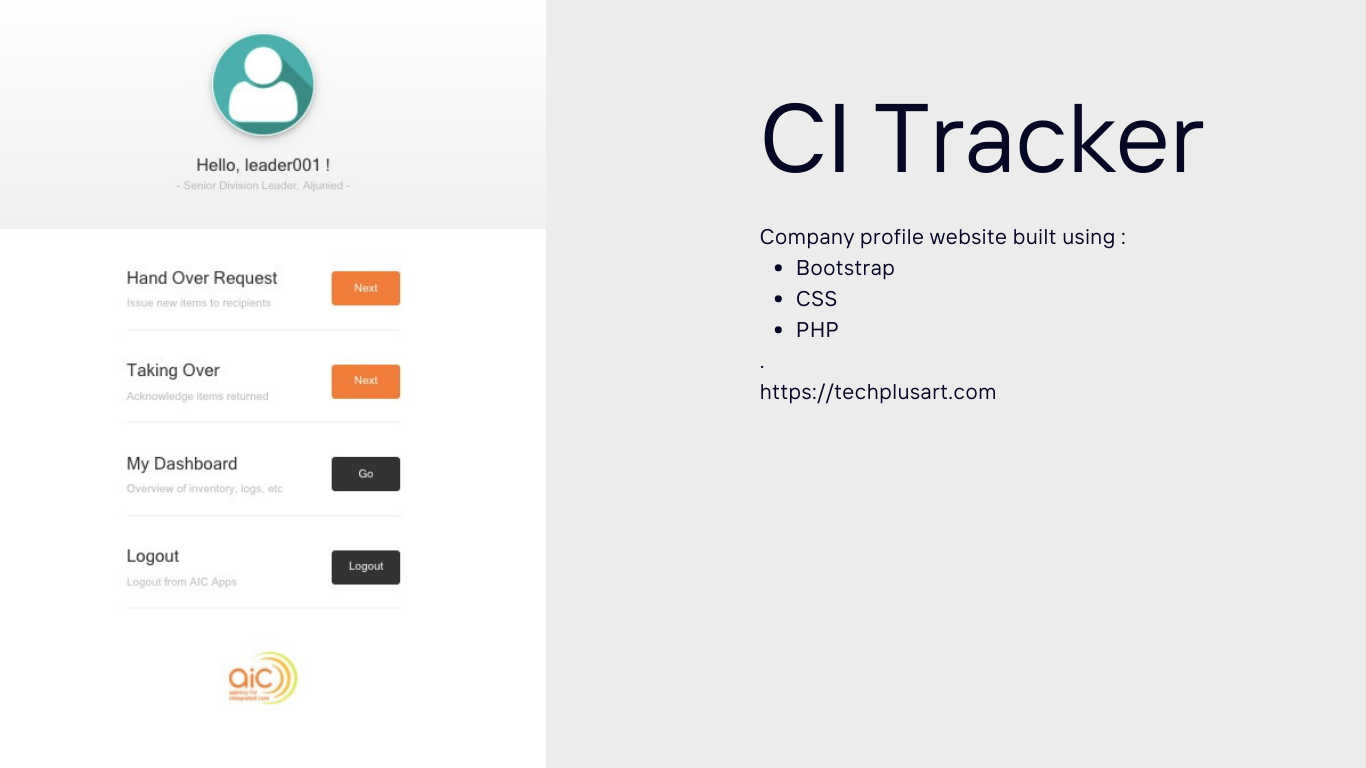 Hello, leader001 !
- Senior Division Leader, Aljunied -
Hand Over Request
Next
Issue new items to recipients
Taking Over
Next
Acknowledge items returned
My Dashboard
Go
Overview of inventory, logs, etc
Logout
Logout
Logout from AIC Apps
aic
agency for
integrated care
CI Tracker
Company profile website built using :
• Bootstrap
• CSS
• PHP
.
https://techplusart.com